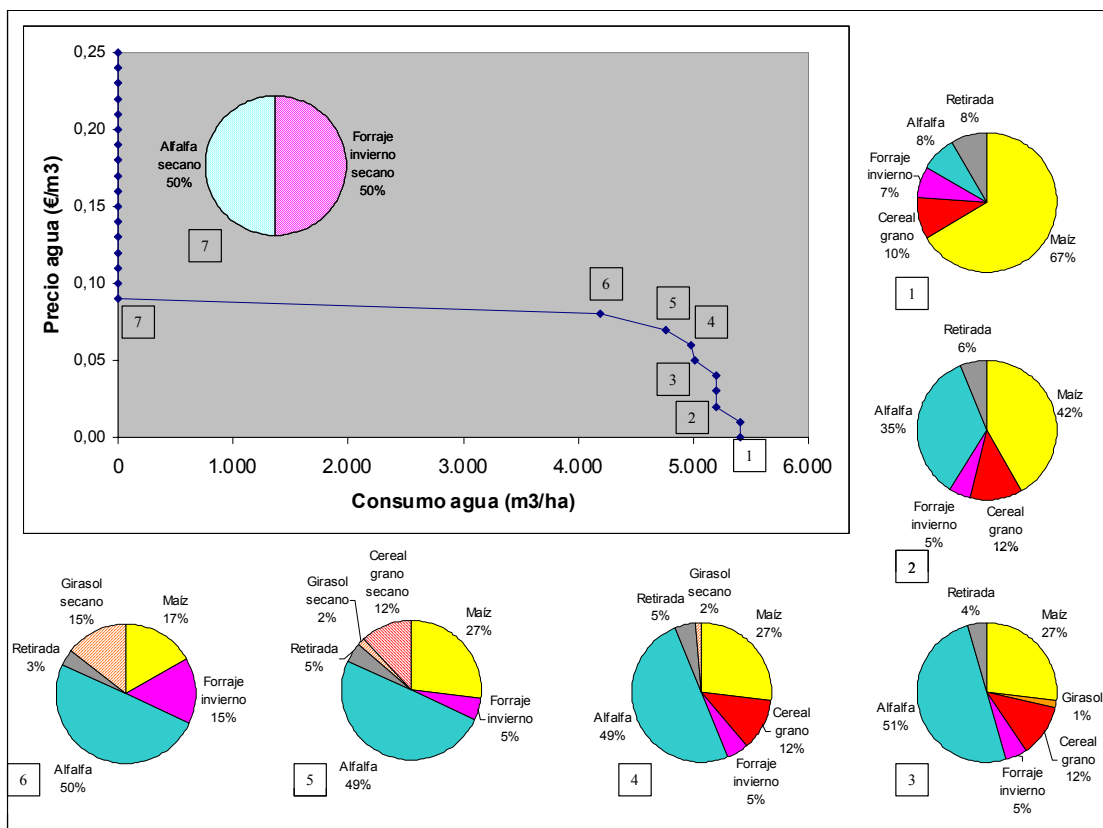 0,25
0,20
0,15
0,10
0,05
0,00
Precio agua (€/m3)
0
1.000
2.000
3.000
4.000
5.000
6.000
Consumo agua (m3/ha)
Alfalfa
secano
50%
Forraje
invierno
secano
50%
7
7
6
5
4
3
2
1
Retirada
8%
Alfalfa
8%
Forraje
invierno
7%
Cereal
grano
10%
Maíz
67%
1
Retirada
6%
Maíz
42%
Alfalfa
35%
Forraje
invierno
5%
Cereal
grano
12%
2
Girasol
secano
15%
Maíz
17%
Retirada
3%
Forraje
invierno
15%
Alfalfa
50%
6
Cereal
grano
secano
12%
Girasol
secano
2%
Maíz
27%
Retirada
5%
Forraje
invierno
5%
Alfalfa
49%
5
Girasol
secano
2%
Retirada
5%
Maíz
27%
Alfalfa
49%
Cereal
grano
12%
Forraje
invierno
5%
4
Retirada
4%
Maíz
27%
Girasol
1%
Alfalfa
51%
Cereal
grano
12%
Forraje
invierno
5%
3